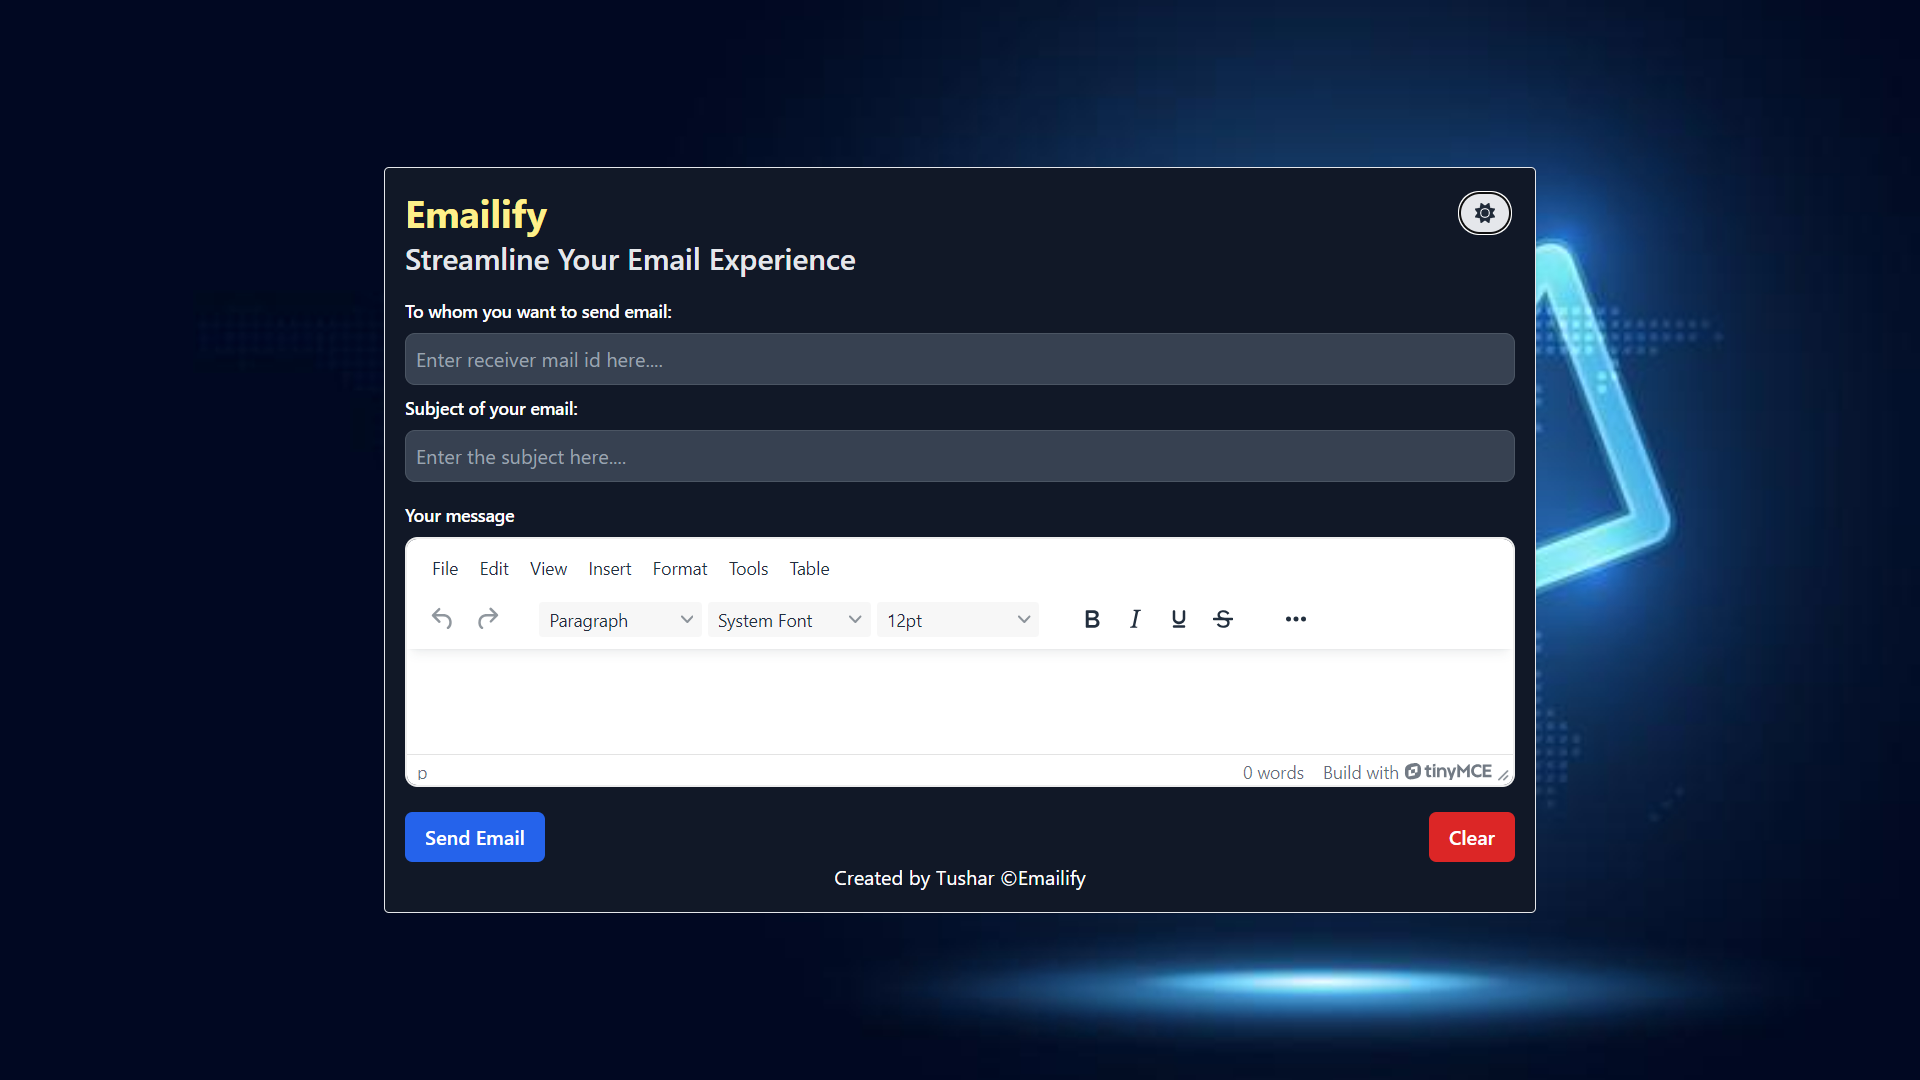 Emailify
Streamline Your Email Experience
To whom you want to send email:
Enter receiver mail id here....
Subject of your email:
Enter the subject here....
Your message
File Edit View Insert Format Tools Table
Paragraph System Font 12pt B I U S
p 0 words Build with tinyMCE
Send Email Clear
Created by Tushar ©Emailify